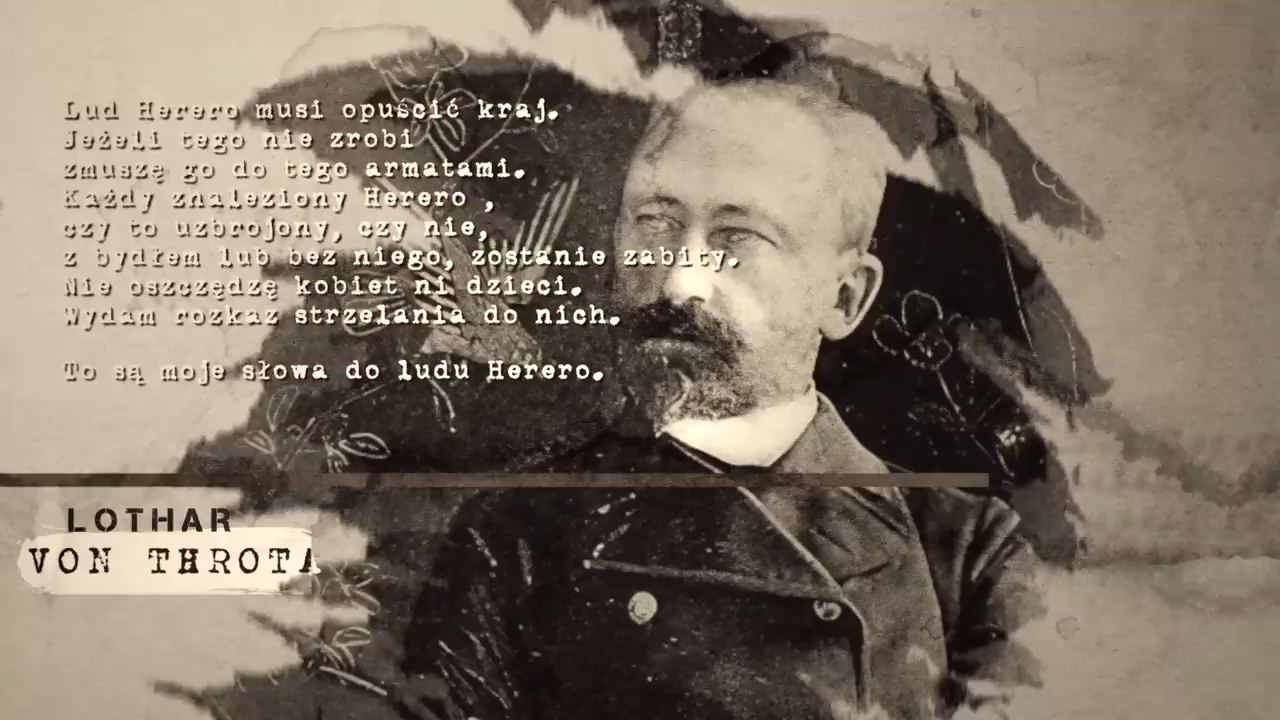 Lud Herero musi opuścić kraj.
Jeżeli tego nie zrobi
zmuszę go do tego armatami.
Każdy znaleziony Herero ,
czy to uzbrojony, czy nie,
z bydłem lub bez niego, zostanie zabity.
Nie oszczędzę kobiet ni dzieci.
Wydam rozkaz strzelania do nich.
To są moje słowa do ludu Herero.
LOTHAR
VON THROTA